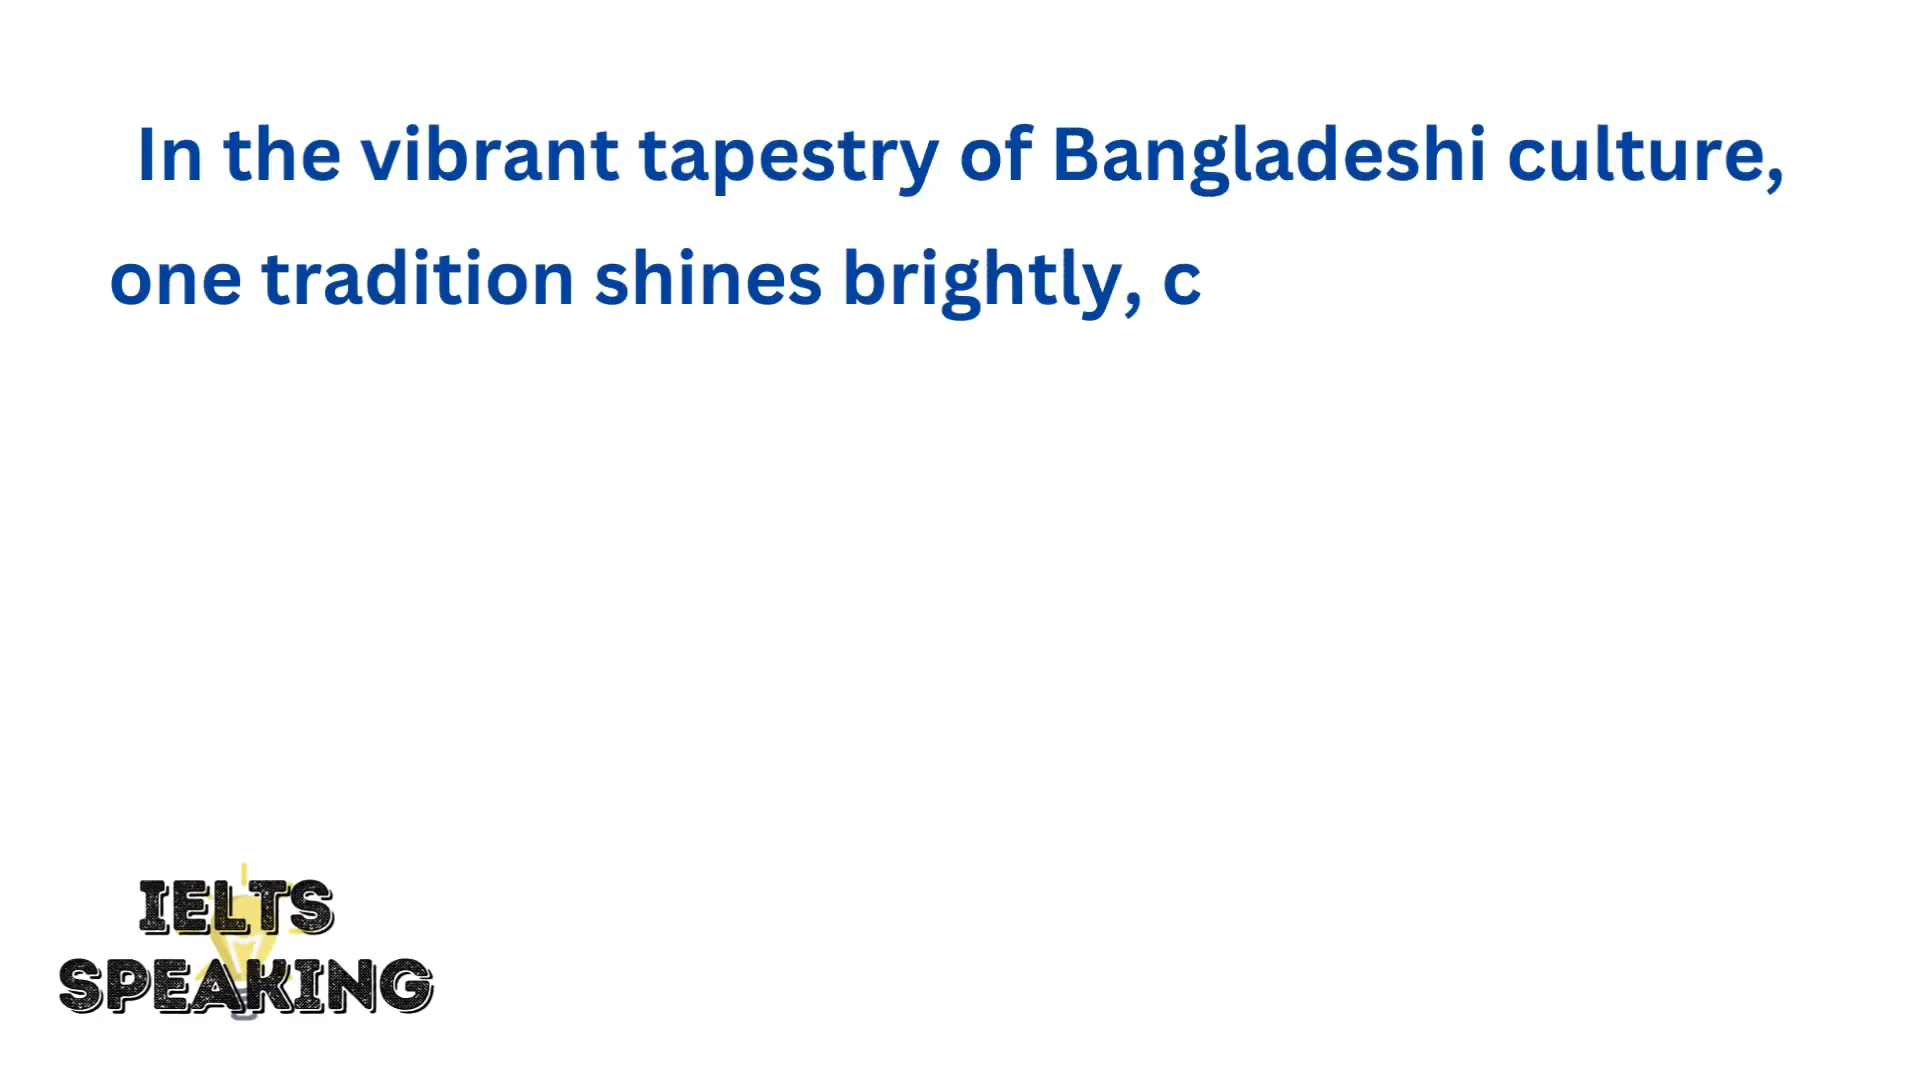 In the vibrant tapestry of Bangladeshi culture,
one tradition shines brightly, c
IELTS
SPEAKING